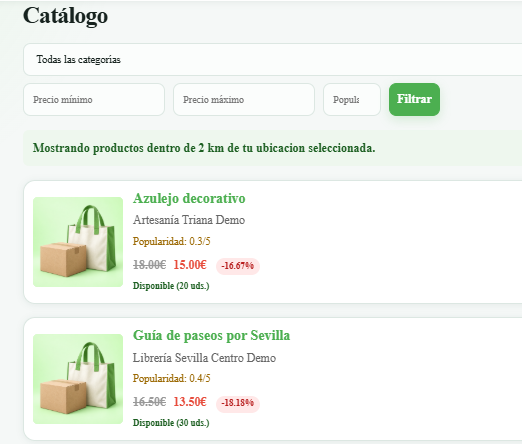 Catálogo
Todas las categorías
Precio mínimo
Precio máximo
Popula
Filtrar
Mostrando productos dentro de 2 km de tu ubicacion seleccionada.
Azulejo decorativo
Artesanía Triana Demo
Popularidad: 0.3/5
18.00€ 15.00€ -16.67%
Disponible (20 uds.)
Guía de paseos por Sevilla
Librería Sevilla Centro Demo
Popularidad: 0.4/5
16.50€ 13.50€ -18.18%
Disponible (30 uds.)